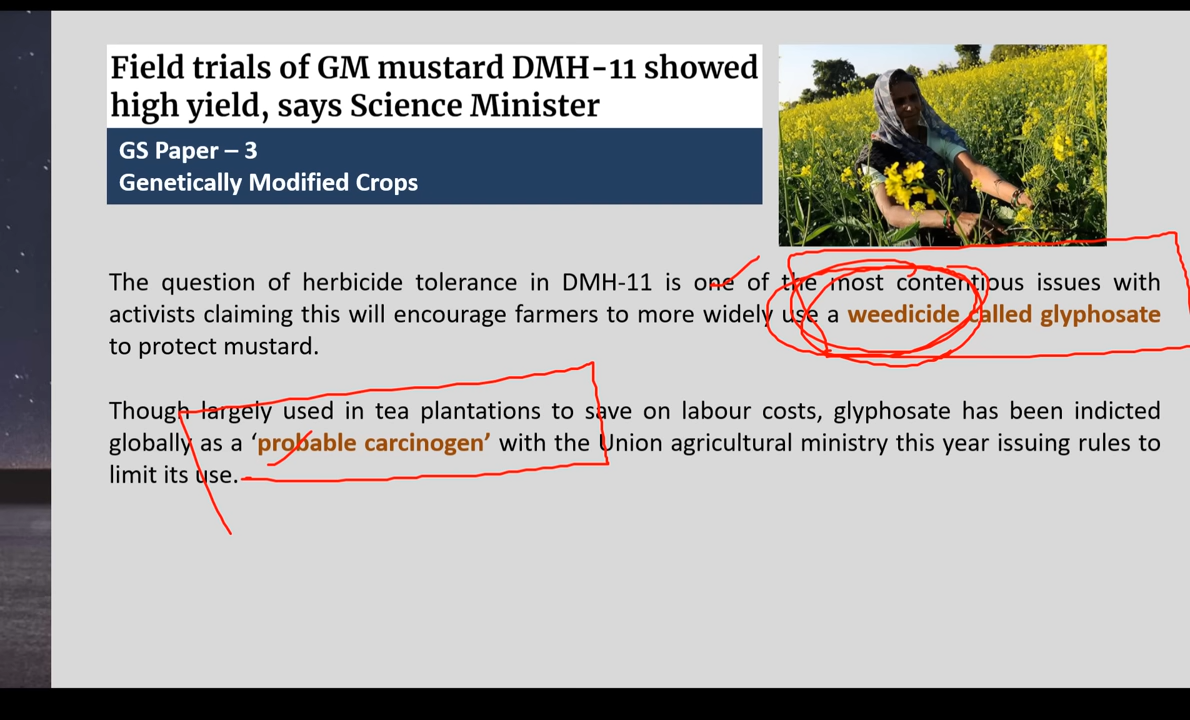 Field trials of GM mustard DMH-11 showed
high yield, says Science Minister
GS Paper – 3
Genetically Modified Crops
The question of herbicide tolerance in DMH-11 is one of the most contentious issues with
activists claiming this will encourage farmers to more widely use a weedicide called glyphosate
to protect mustard.
Though largely used in tea plantations to save on labour costs, glyphosate has been indicted
globally as a ‘probable carcinogen’ with the Union agricultural ministry this year issuing rules to
limit its use.